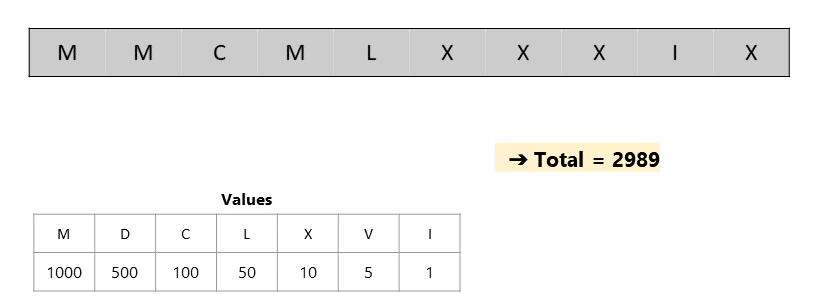 M M C M L X X X I X
➔ Total = 2989
Values
M D C L X V I
1000 500 100 50 10 5 1